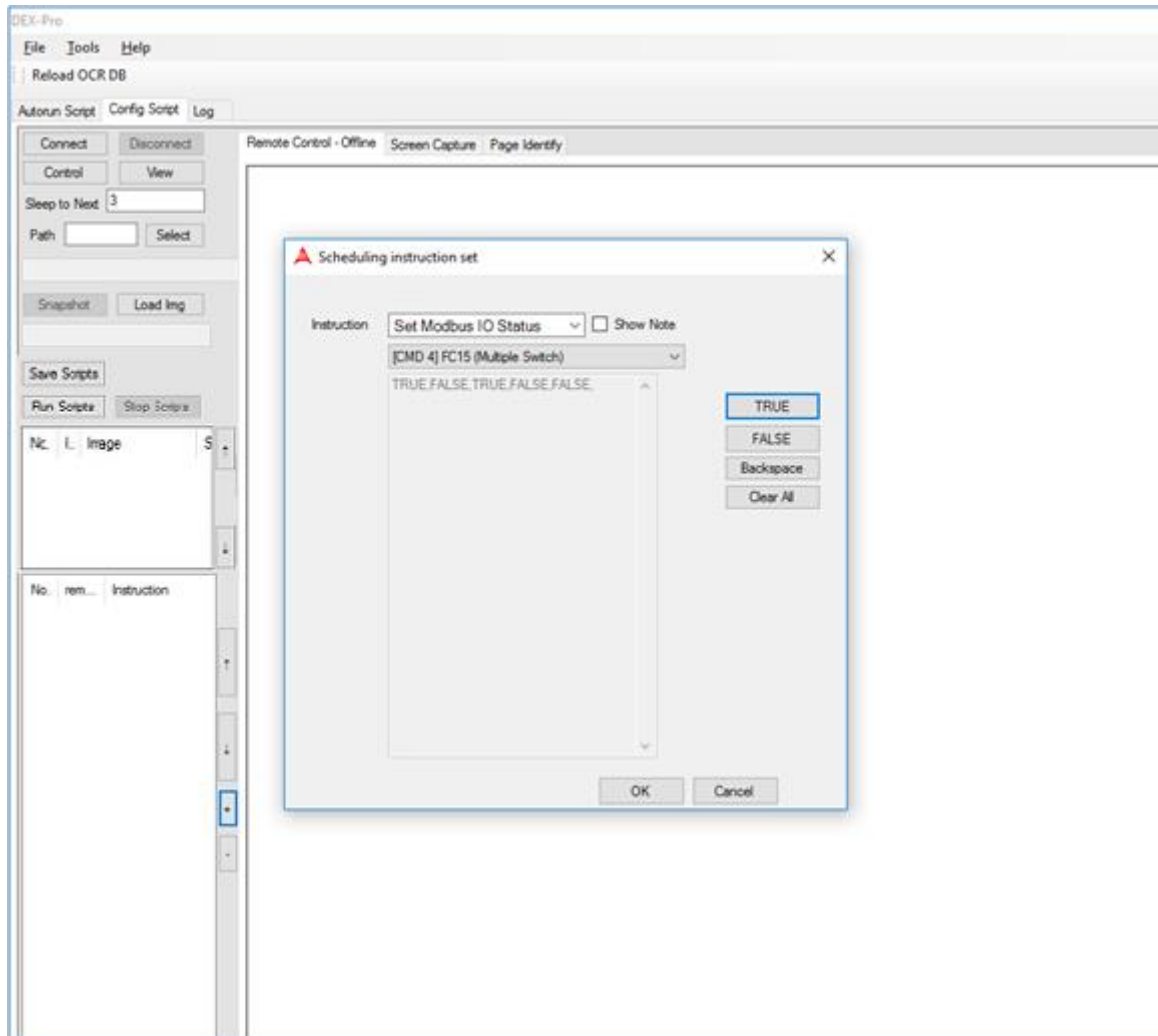 DEX-Pro
File Tools Help
Reload OCR DB
Autorun Script Config Script Log
Connect Disconnect
Remote Control - Offline Screen Capture Page Identify
Control View
Sleep to Next 3
Path Select
Snapshot Load Img
Save Scripts
Run Scripts Stop Scripts
No. I... Image S
No. rem... Instruction
Scheduling instruction set
Instruction Set Modbus IO Status Show Note
[CMD 4] FC15 (Multiple Switch)
TRUE,FALSE,TRUE,FALSE,FALSE,
TRUE
FALSE
Backspace
Clear All
OK Cancel